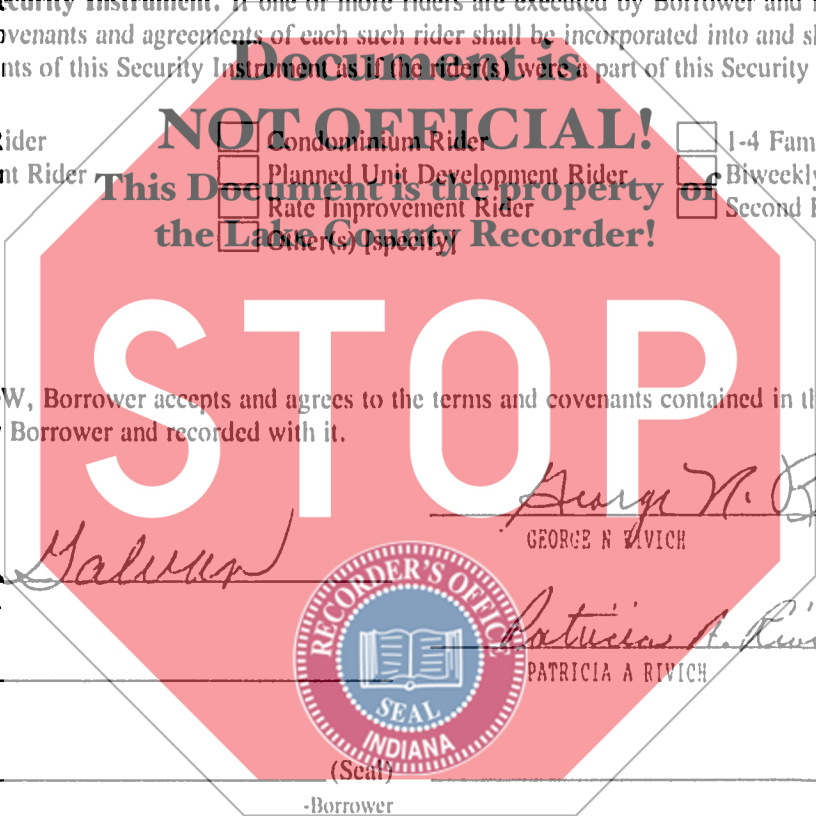 ecurity Instrument. If one or more riders are executed by Borrower and
ovenants and agreements of each such rider shall be incorporated into and
nts of this Security Instrument as if the rider(s) were a part of this Security
Document is
NOT OFFICIAL!
This Document is the property of
the Lake County Recorder!
Rider Condominium Rider 1-4 Fam
nt Rider Planned Unit Development Rider Biweekly
Rate Improvement Rider Second
Other(s) [specify]
STOP
W, Borrower accepts and agrees to the terms and covenants contained in
Borrower and recorded with it.
George N.
GEORGE N RIVICH
Galvan
Patricia A.
PATRICIA A RIVICH
RECORDER'S OFFICE
SEAL
INDIANA
(Seal)
-Borrower